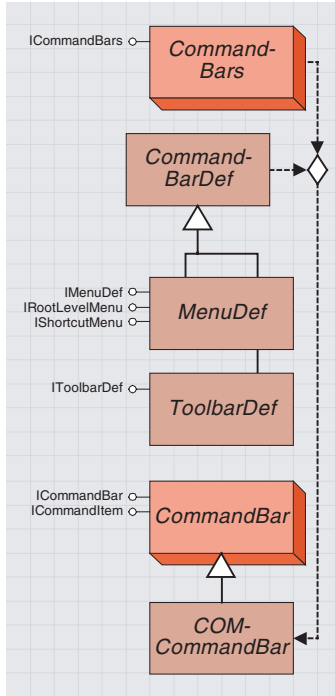 ICommandBars
Command-
Bars
Command-
BarDef
IMenuDef
IRootLevelMenu
IShortcutMenu
MenuDef
IToolbarDef
ToolbarDef
ICommandBar
ICommandItem
CommandBar
COM-
CommandBar